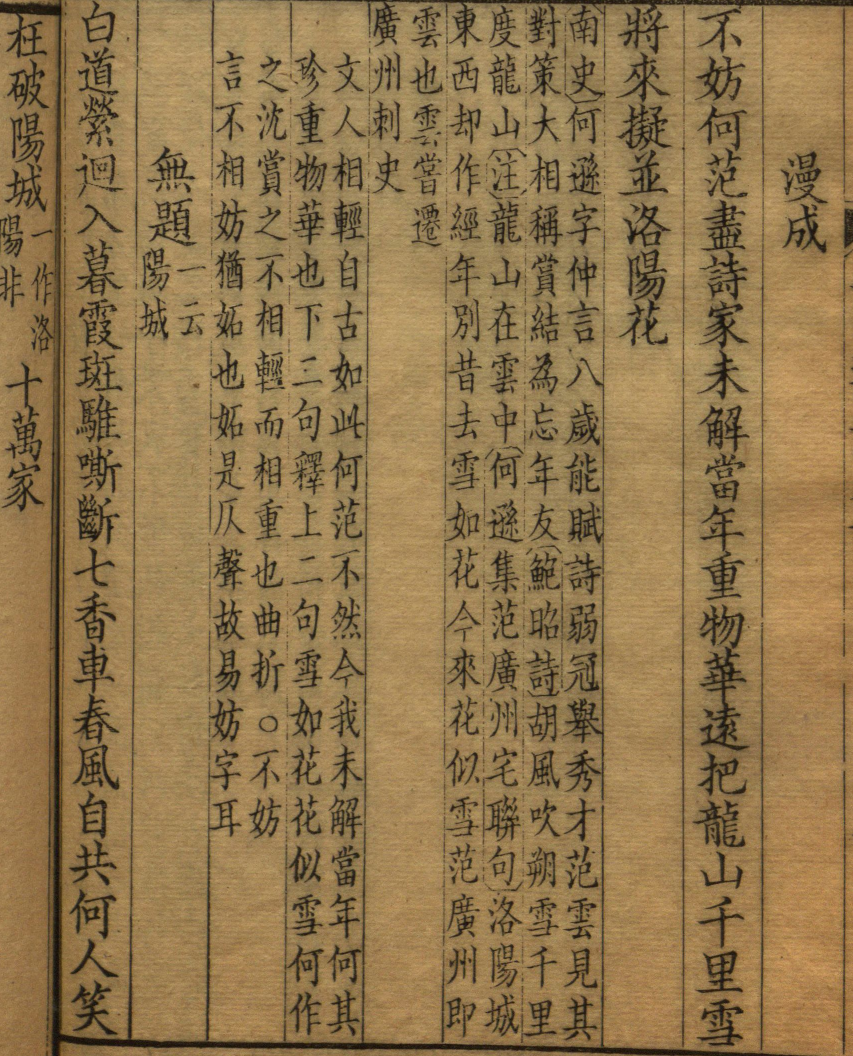 漫成
不妨何范盡詩家未解當年重物華遠把龍山千里雪
將來擬並洛陽花
南史何遜字仲言八歲能賦詩弱冠舉秀才范雲見其
對策大相稱賞結為忘年友鮑昭詩胡風吹朔雪千里
度龍山注龍山在雲中何遜集范廣州宅聯句洛陽城
東西却作經年別昔去雪如花今來花似雪范廣州即
雲也雲嘗遷
廣州刺史
文人相輕自古如此何范不然今我未解當年何其
珍重物華也下二句釋上二句雪如花花似雪何作
之沈賞之不相輕而相重也曲折○不妨
言不相妨猶妬也妬是仄聲故易妨字耳
無題一云陽城
白道縈迴入暮霞斑騅嘶斷七香車春風自共何人笑
枉破陽城一作洛陽非十萬家